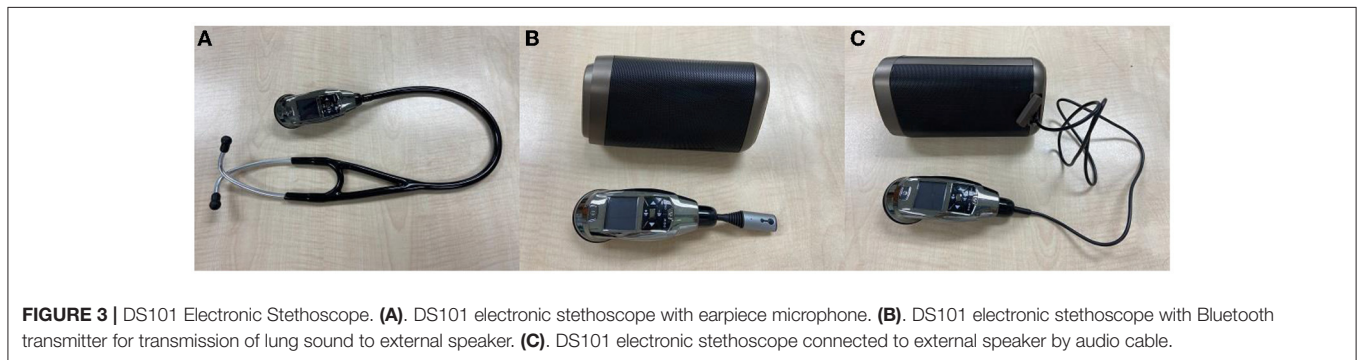 A B C
FIGURE 3 | DS101 Electronic Stethoscope. (A). DS101 electronic stethoscope with earpiece microphone. (B). DS101 electronic stethoscope with Bluetooth
transmitter for transmission of lung sound to external speaker. (C). DS101 electronic stethoscope connected to external speaker by audio cable.